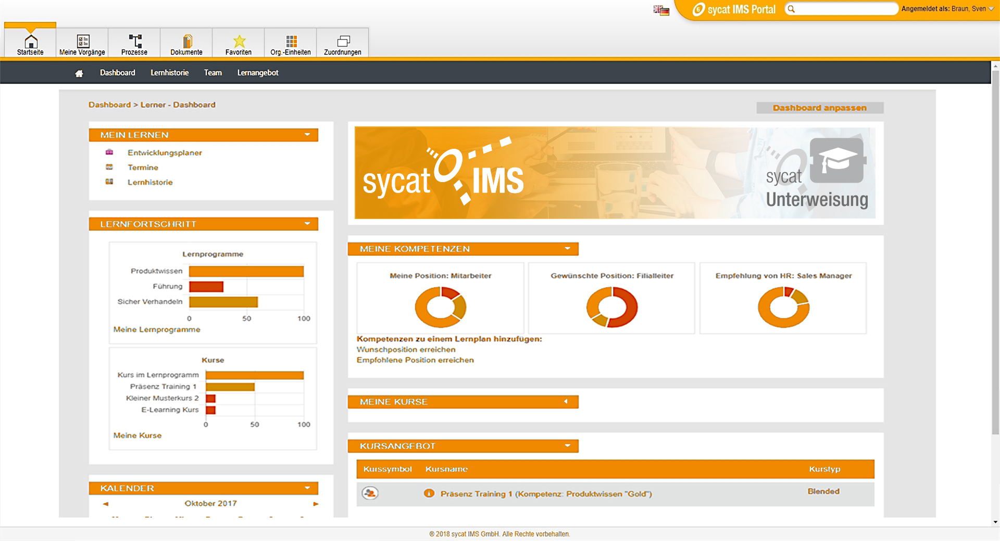 sycat IMS Portal
Angemeldet als: Braun, Sven
Startseite
Meine Vorgänge
Prozesse
Dokumente
Favoriten
Org.-Einheiten
Zuordnungen
Dashboard
Lernhistorie
Team
Lernangebot
Dashboard > Lerner - Dashboard
Dashboard anpassen
MEIN LERNEN
Entwicklungsplaner
Termine
Lernhistorie
sycat IMS
sycat
Unterweisung
LERNFORTSCHRITT
Lernprogramme
Produktwissen
Führung
Sicher Verhandeln
0 50 100
Meine Lernprogramme
Kurse
Kurs im Lernprogramm
Präsenz Training 1
Kleiner Musterkurs 2
E-Learning Kurs
0 50 100
Meine Kurse
MEINE KOMPETENZEN
Meine Position: Mitarbeiter
Gewünschte Position: Filialleiter
Empfehlung von HR: Sales Manager
Kompetenzen zu einem Lernplan hinzufügen:
Wunschposition erreichen
Empfohlene Position erreichen
MEINE KURSE
KURSANGEBOT
Kurssymbol Kursname Kurstyp
Präsenz Training 1 (Kompetenz: Produktwissen "Gold") Blended
KALENDER
Oktober 2017
® 2018 sycat IMS GmbH. Alle Rechte vorbehalten.